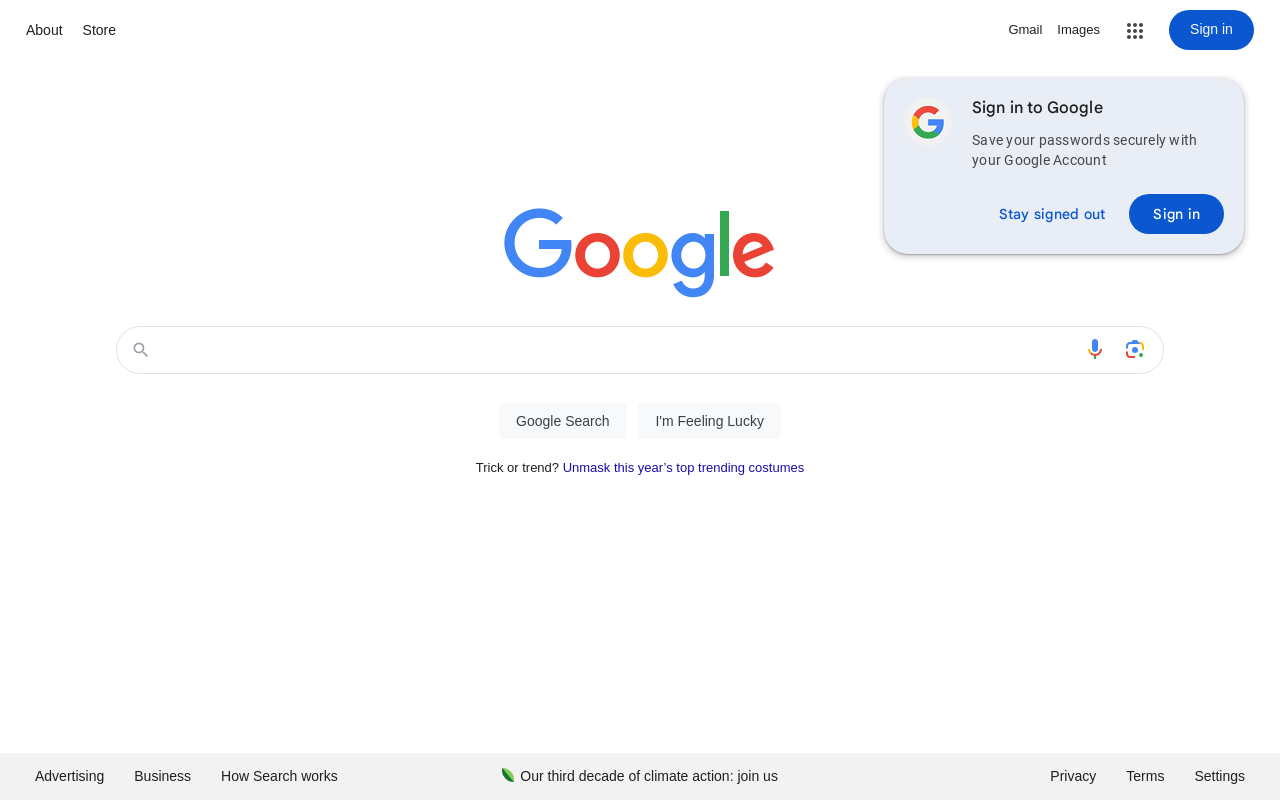 About Store
Gmail Images Sign in
Sign in to Google
Save your passwords securely with
your Google Account
Stay signed out Sign in
Google
Google Search I'm Feeling Lucky
Trick or trend? Unmask this year’s top trending costumes
Advertising Business How Search works
Our third decade of climate action: join us
Privacy Terms Settings